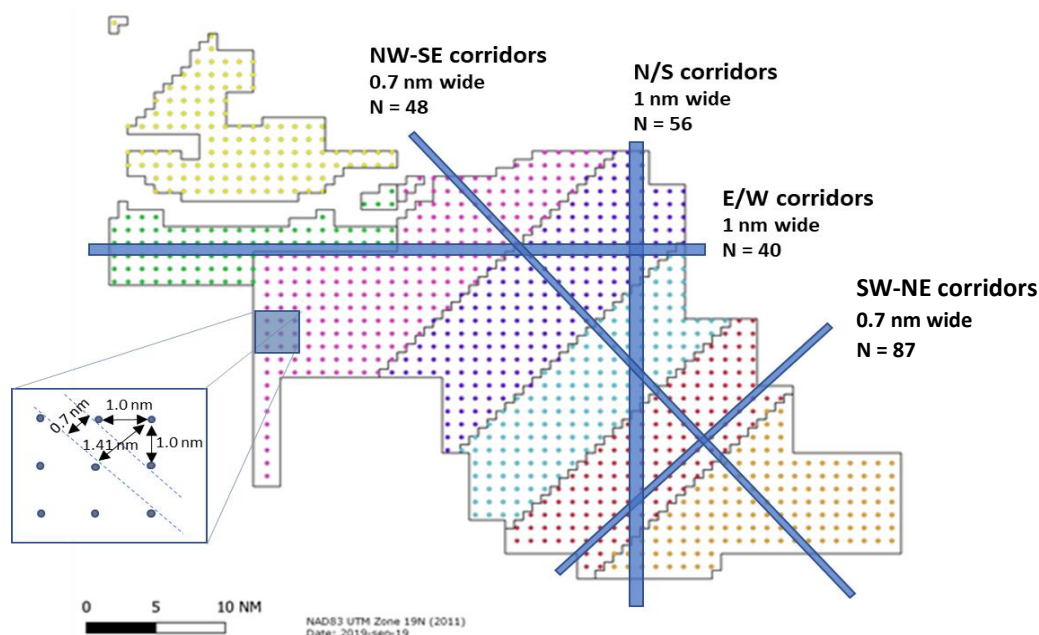 NW-SE corridors
0.7 nm wide
N = 48
N/S corridors
1 nm wide
N = 56
E/W corridors
1 nm wide
N = 40
SW-NE corridors
0.7 nm wide
N = 87
0.7 nm
1.0 nm
1.41 nm
1.0 nm
0 5 10 NM
NAD83 UTM Zone 19N (2011)
Date: 2019-sep-19